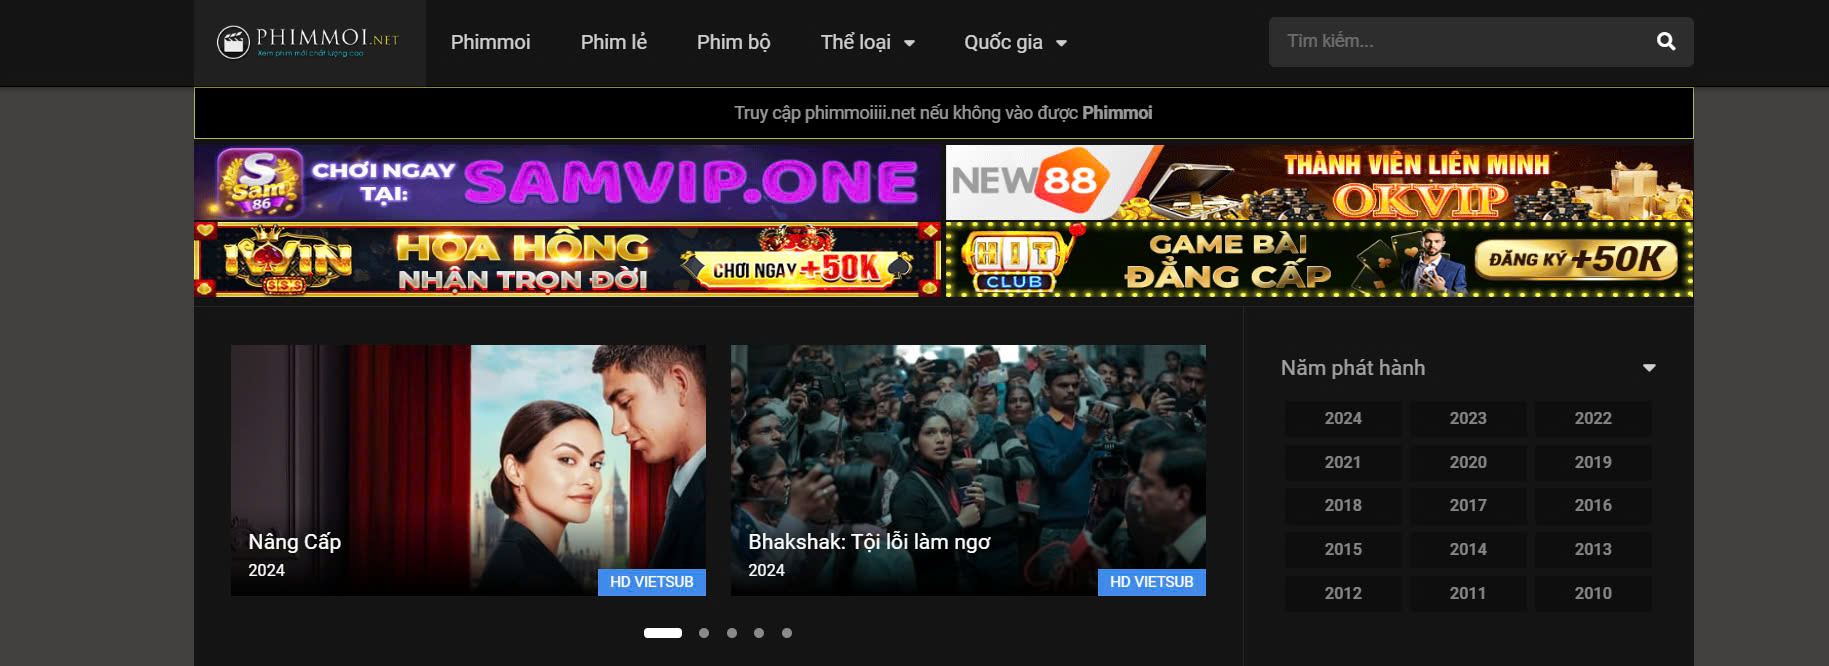 PHIMMOI.NET
Xem phim mới chất lượng cao
Phimmoi
Phim lẻ
Phim bộ
Thể loại
Quốc gia
Tìm kiếm...
Truy cập phimmoiiii.net nếu không vào được Phimmoi
S
Sam
86
CHƠI NGAY
TẠI:
SAMVIP.ONE
NEW88
THÀNH VIÊN LIÊN MINH
OKVIP
IWIN
HOA HỒNG
NHẬN TRỌN ĐỜI
CHƠI NGAY +50K
HIT
CLUB
GAME BÀI
ĐẲNG CẤP
ĐĂNG KÝ +50K
Nâng Cấp
2024
HD VIETSUB
Bhakshak: Tội lỗi làm ngơ
2024
HD VIETSUB
Năm phát hành
2024 2023 2022
2021 2020 2019
2018 2017 2016
2015 2014 2013
2012 2011 2010